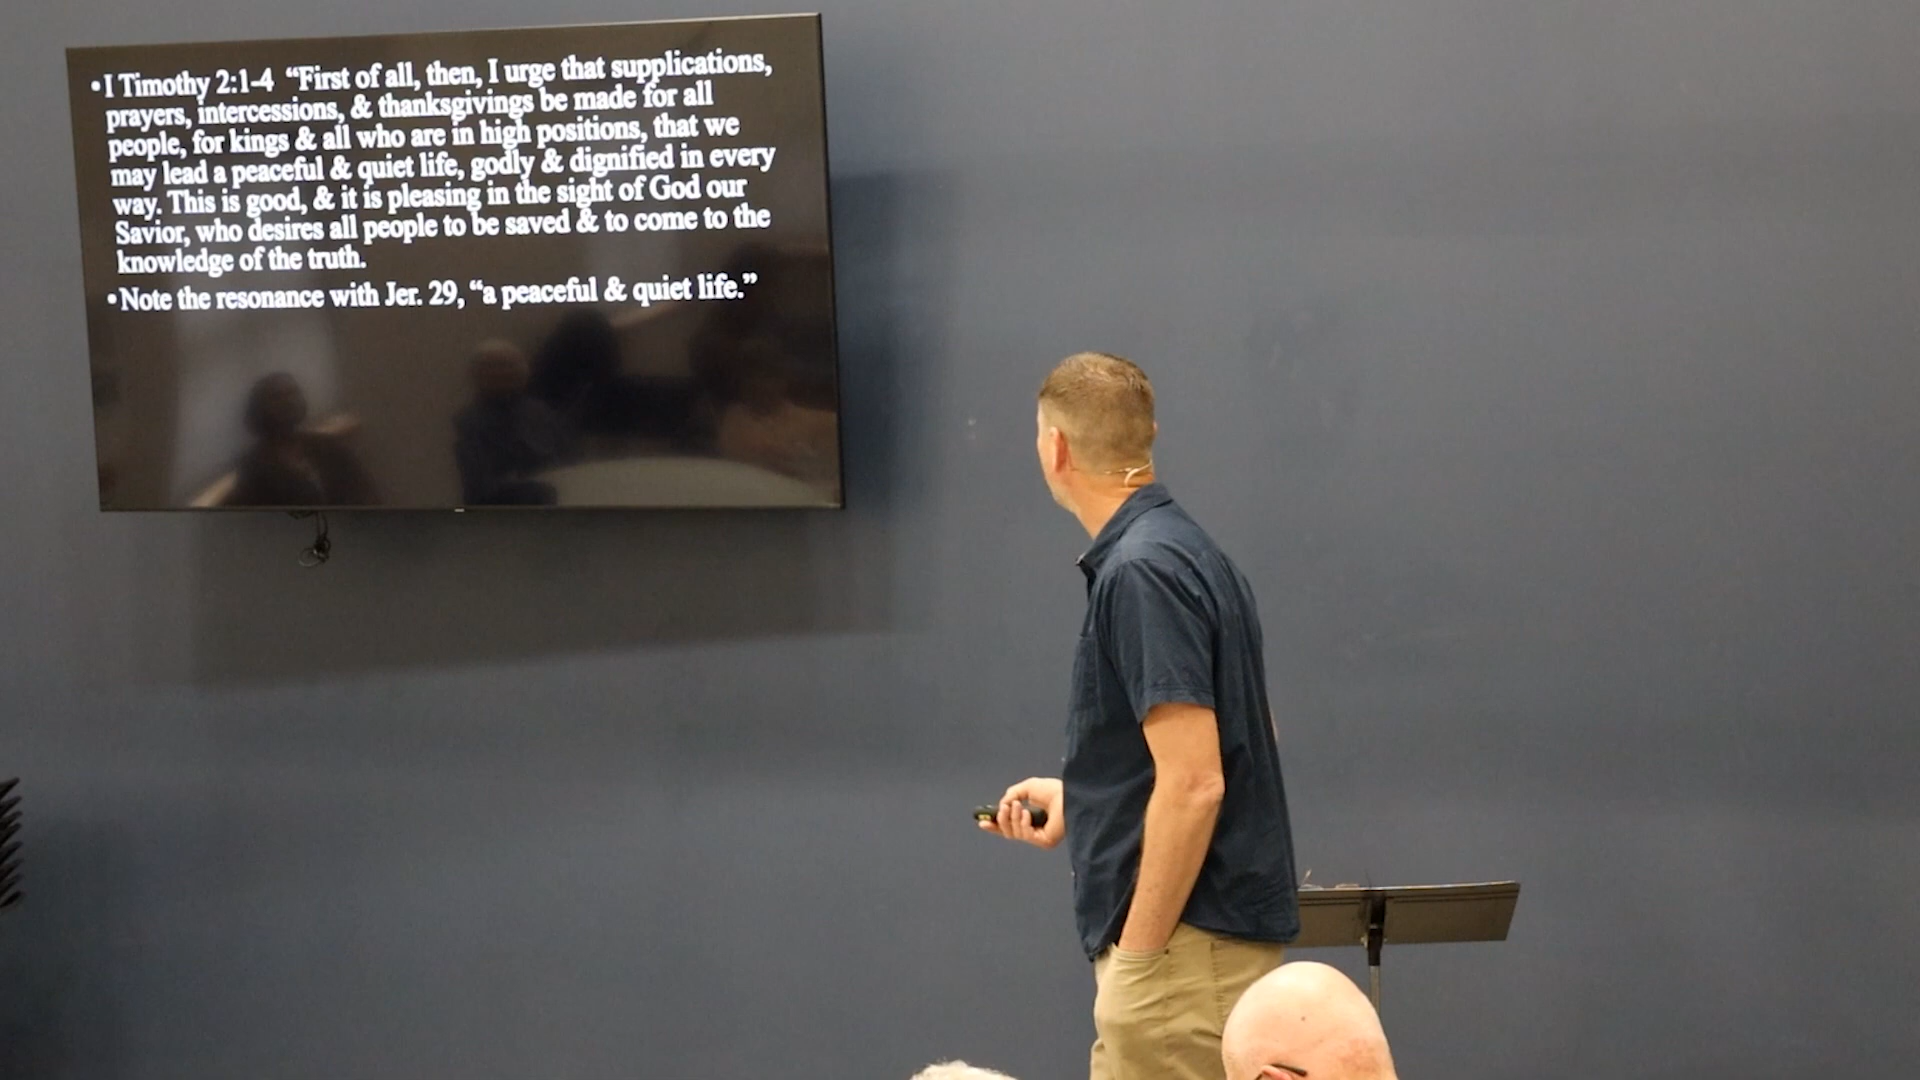 •I Timothy 2:1-4 “First of all, then, I urge that supplications,
prayers, intercessions, & thanksgivings be made for all
people, for kings & all who are in high positions, that we
may lead a peaceful & quiet life, godly & dignified in every
way. This is good, & it is pleasing in the sight of God our
Savior, who desires all people to be saved & to come to the
knowledge of the truth.
•Note the resonance with Jer. 29, “a peaceful & quiet life.”